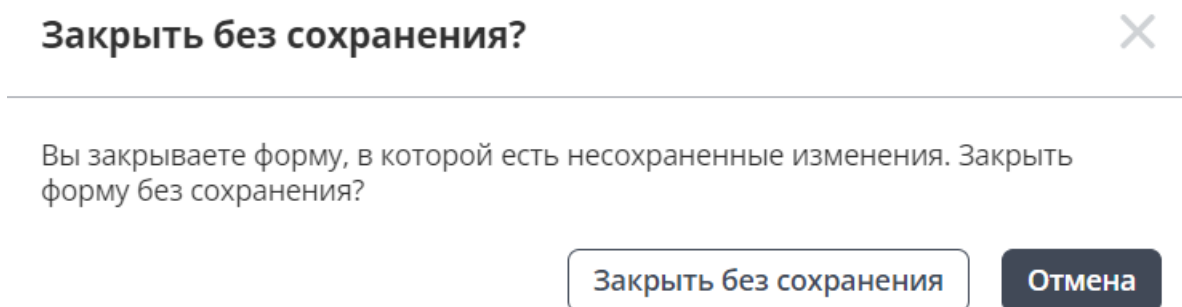 Закрыть без сохранения?
Вы закрываете форму, в которой есть несохраненные изменения. Закрыть
форму без сохранения?
Закрыть без сохранения
Отмена